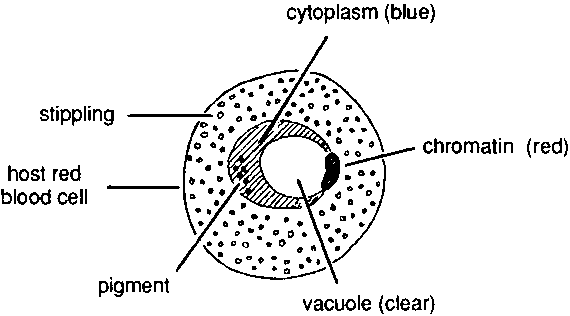 cytoplasm (blue)
stippling
chromatin (red)
host red
blood cell
pigment
vacuole (clear)